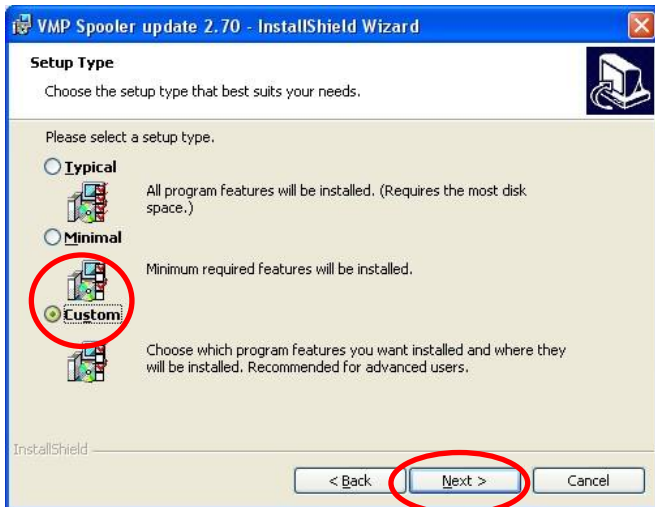 VMP Spooler update 2.70 - InstallShield Wizard
Setup Type
Choose the setup type that best suits your needs.
Please select a setup type.
Typical
All program features will be installed. (Requires the most disk
space.)
Minimal
Minimum required features will be installed.
Custom
Choose which program features you want installed and where they
will be installed. Recommended for advanced users.
InstallShield
< Back Next > Cancel